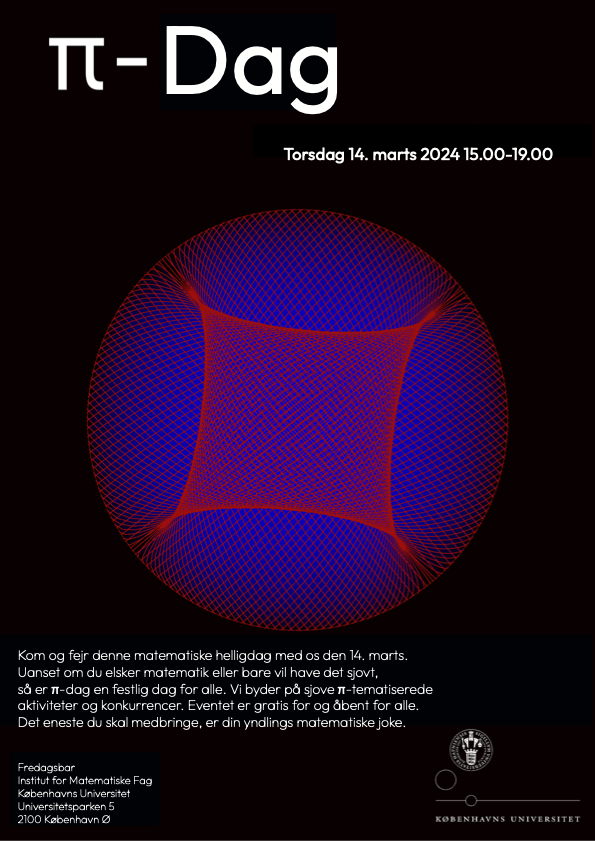 π-Dag
Torsdag 14. marts 2024 15.00-19.00
Kom og fejr denne matematiske helligdag med os den 14. marts.
Uanset om du elsker matematik eller bare vil have det sjovt,
så er π-dag en festlig dag for alle. Vi byder på sjove π-tematiserede
aktiviteter og konkurrencer. Eventet er gratis for og åbent for alle.
Det eneste du skal medbringe, er din yndlings matematiske joke.
Fredagsbar
Institut for Matematiske Fag
Københavns Universitet
Universitetsparken 5
2100 København Ø
KØBENHAVNS UNIVERSITET